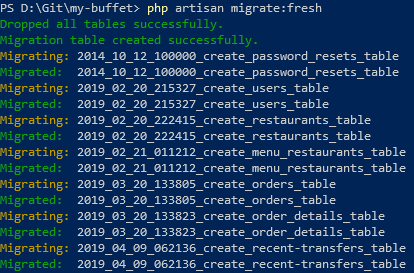 PS D:\Git\my-buffet> php artisan migrate:fresh
Dropped all tables successfully.
Migration table created successfully.
Migrating: 2014_10_12_100000_create_password_resets_table
Migrated:  2014_10_12_100000_create_password_resets_table
Migrating: 2019_02_20_215327_create_users_table
Migrated:  2019_02_20_215327_create_users_table
Migrating: 2019_02_20_222415_create_restaurants_table
Migrated:  2019_02_20_222415_create_restaurants_table
Migrating: 2019_02_21_011212_create_menu_restaurants_table
Migrated:  2019_02_21_011212_create_menu_restaurants_table
Migrating: 2019_03_20_133805_create_orders_table
Migrated:  2019_03_20_133805_create_orders_table
Migrating: 2019_03_20_133823_create_order_details_table
Migrated:  2019_03_20_133823_create_order_details_table
Migrating: 2019_04_09_062136_create_recent-transfers_table
Migrated:  2019_04_09_062136_create_recent-transfers_table